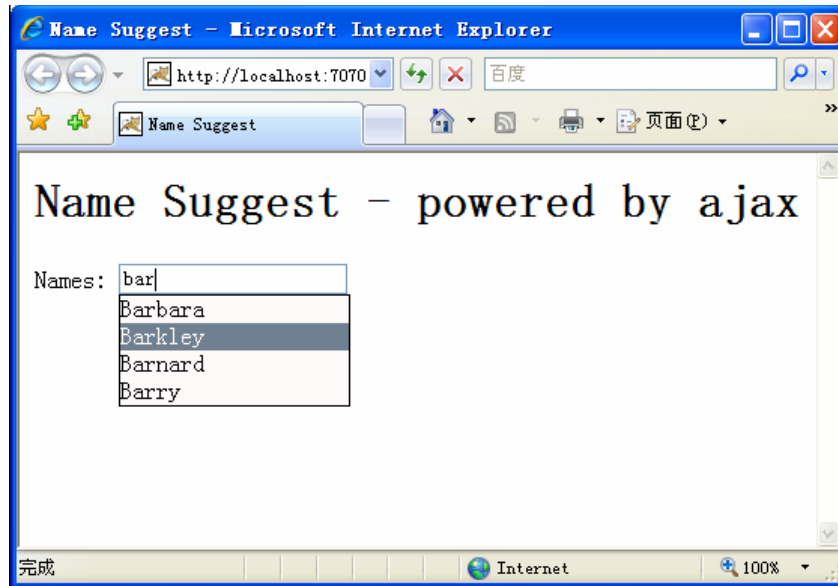 Name Suggest - Microsoft Internet Explorer
http://localhost:7070
百度
Name Suggest
页面(P)
»
Name Suggest - powered by ajax
Names: bar
Barbara
Barkley
Barnard
Barry
完成
Internet
100%